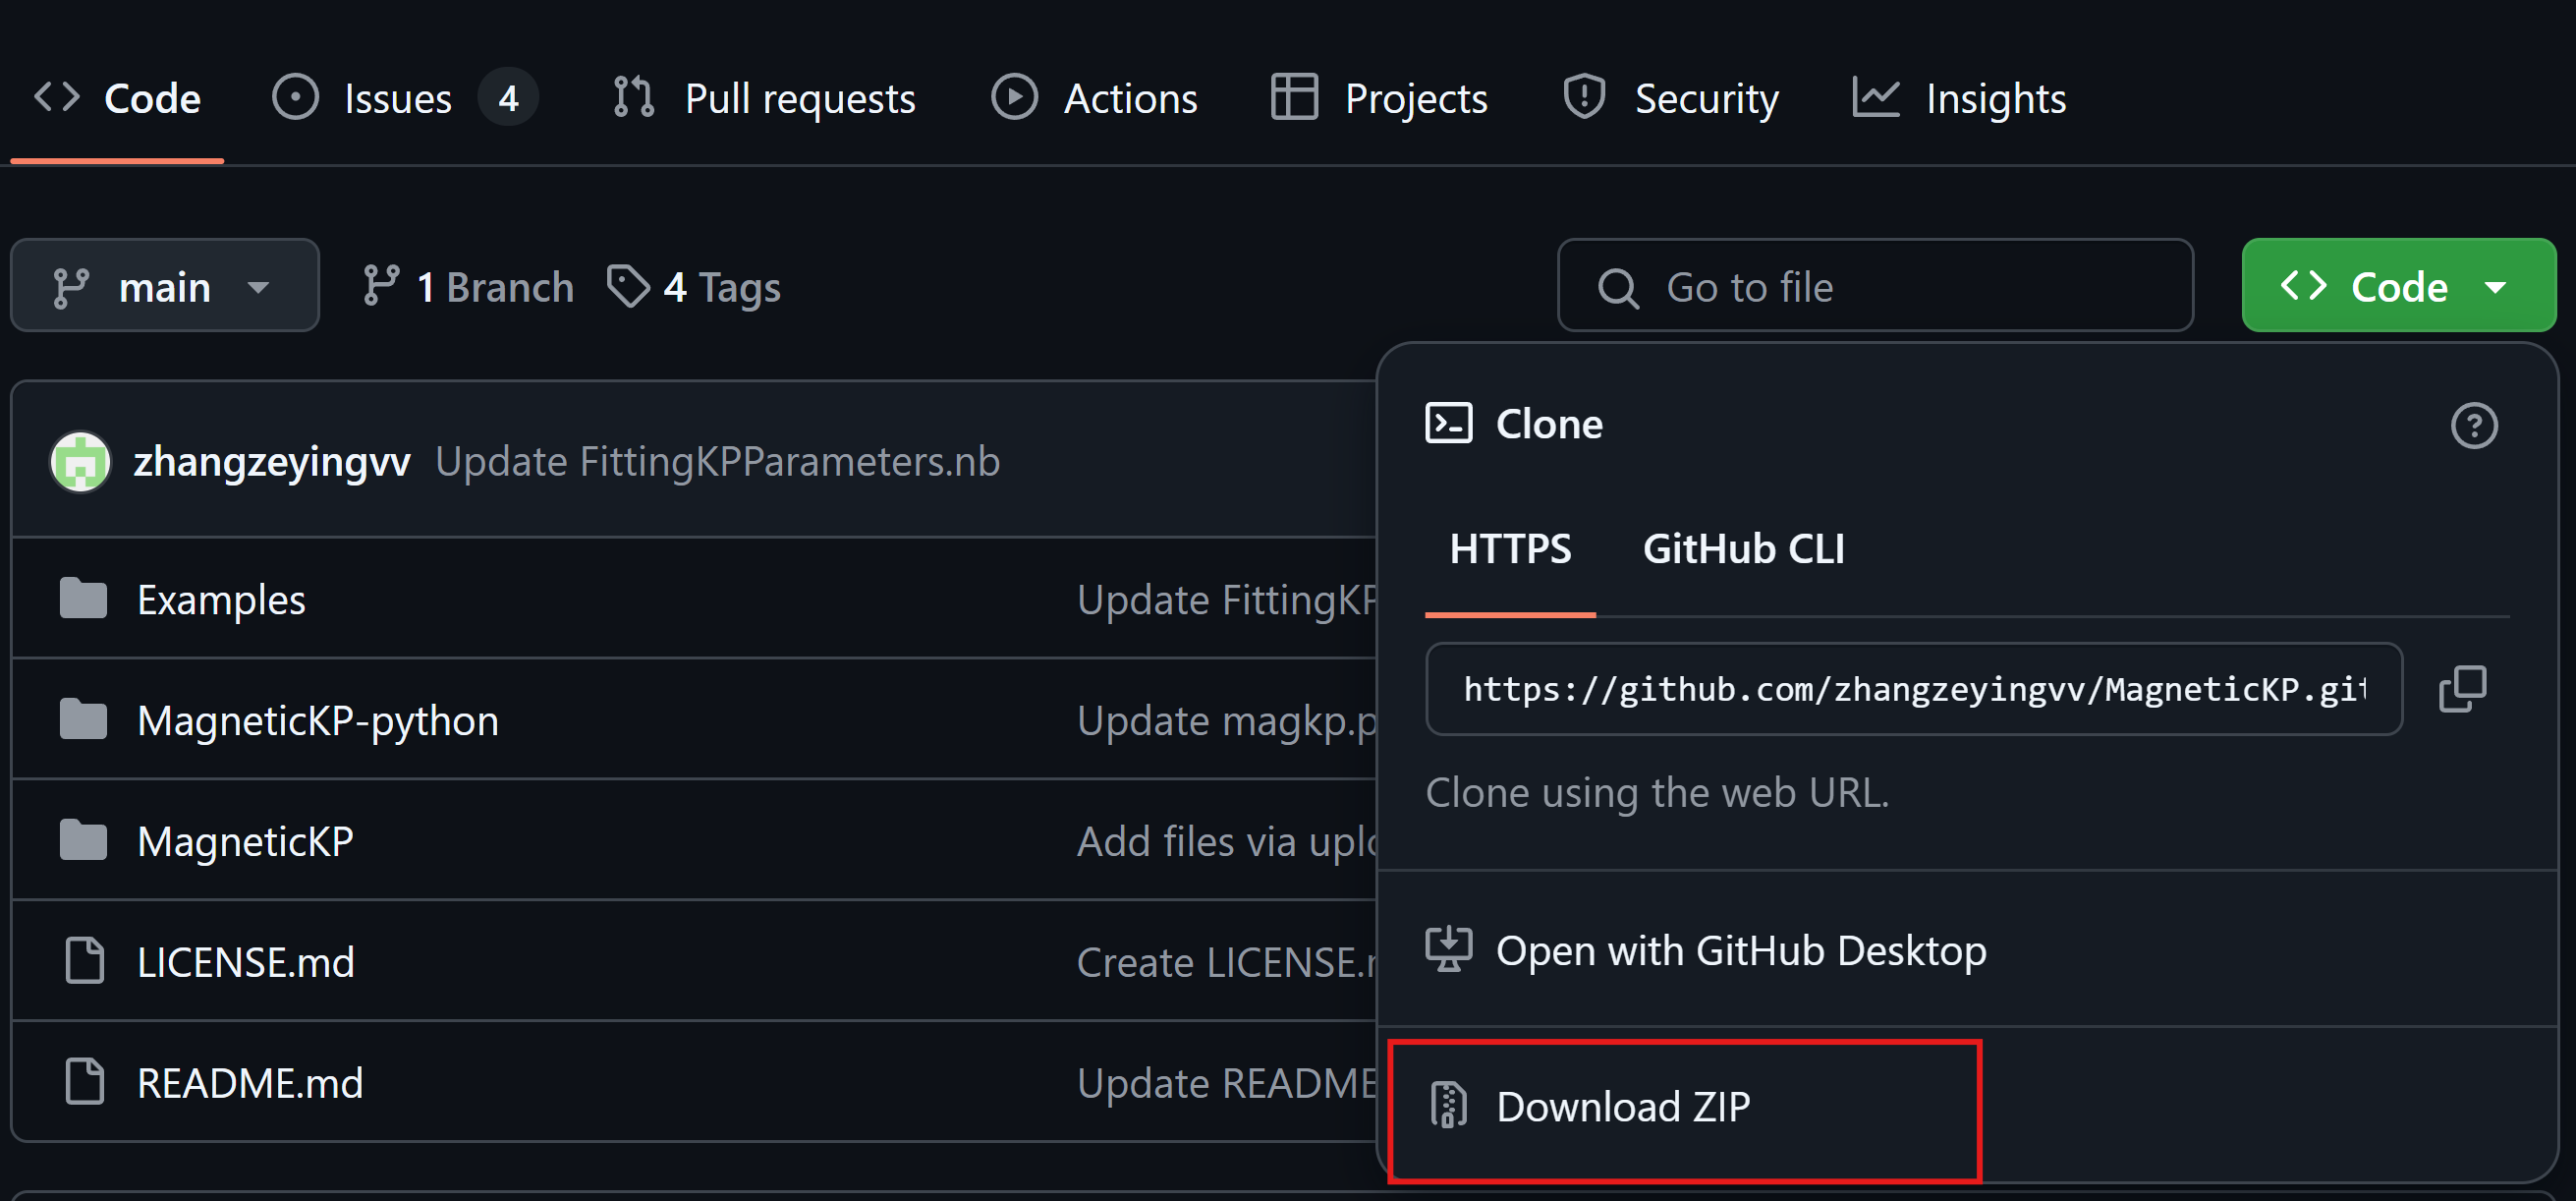 Code Issues 4 Pull requests Actions Projects Security Insights
main 1 Branch 4 Tags Go to file Code
zhangzeyingvv Update FittingKPParameters.nb
Examples Update FittingKP
MagneticKP-python Update magkp.p
MagneticKP Add files via uplo
LICENSE.md Create LICENSE.m
README.md Update README
Clone
HTTPS GitHub CLI
https://github.com/zhangzeyingvv/MagneticKP.git
Clone using the web URL.
Open with GitHub Desktop
Download ZIP